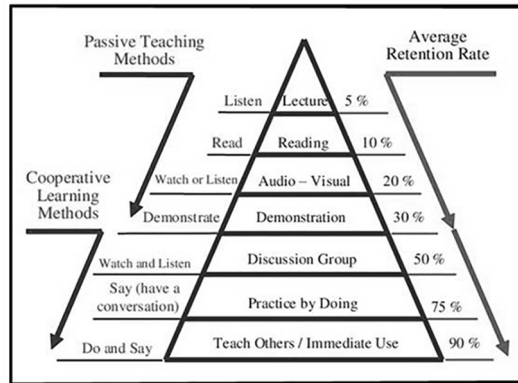 Passive Teaching
Methods
Average
Retention Rate
Listen Lecture 5 %
Read Reading 10 %
Watch or Listen Audio – Visual 20 %
Cooperative
Learning
Methods
Demonstrate Demonstration 30 %
Watch and Listen Discussion Group 50 %
Say (have a
conversation) Practice by Doing 75 %
Do and Say Teach Others / Immediate Use 90 %